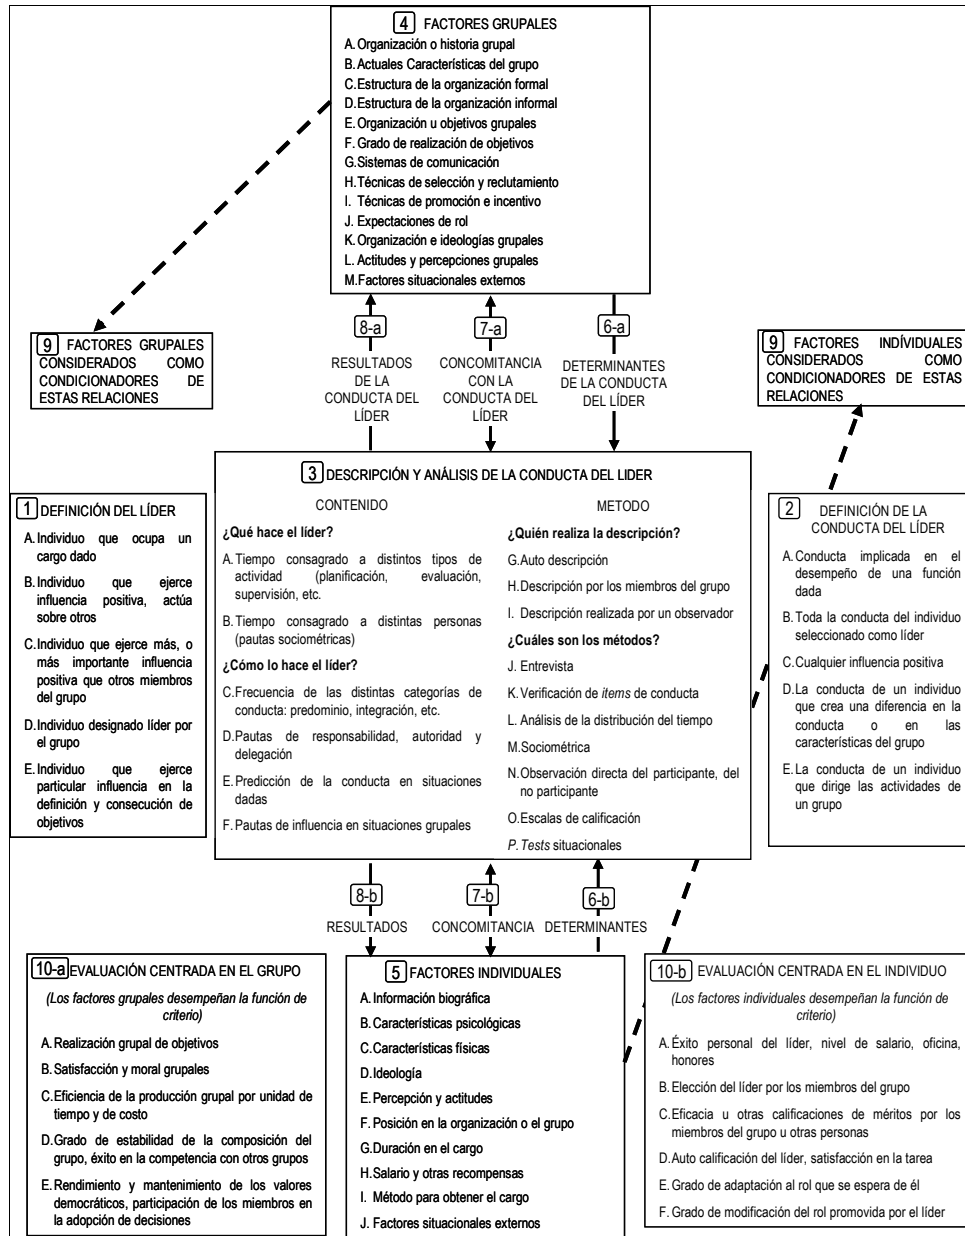 4 FACTORES GRUPALES
A. Organización o historia grupal
B. Actuales Características del grupo
C. Estructura de la organización formal
D. Estructura de la organización informal
E. Organización u objetivos grupales
F. Grado de realización de objetivos
G. Sistemas de comunicación
H. Técnicas de selección y reclutamiento
I. Técnicas de promoción e incentivo
J. Expectaciones de rol
K. Organización e ideologías grupales
L. Actitudes y percepciones grupales
M. Factores situacionales externos
9 FACTORES GRUPALES
CONSIDERADOS COMO
CONDICIONADORES DE
ESTAS RELACIONES
8-a
RESULTADOS
DE LA
CONDUCTA DEL
LÍDER
7-a
CONCOMITANCIA
CON LA
CONDUCTA DEL
LÍDER
6-a
DETERMINANTES
DE LA CONDUCTA
DEL LÍDER
9 FACTORES INDÍVIDUALES
CONSIDERADOS COMO
CONDICIONADORES DE ESTAS
RELACIONES
1 DEFINICIÓN DEL LÍDER
A. Individuo que ocupa un
cargo dado
B. Individuo que ejerce
influencia positiva, actúa
sobre otros
C. Individuo que ejerce más, o
más importante influencia
positiva que otros miembros
del grupo
D. Individuo designado líder por
el grupo
E. Individuo que ejerce
particular influencia en la
definición y consecución de
objetivos
3 DESCRIPCIÓN Y ANÁLISIS DE LA CONDUCTA DEL LIDER
CONTENIDO
¿Qué hace el líder?
A. Tiempo consagrado a distintos tipos de
actividad (planificación, evaluación,
supervisión, etc.
B. Tiempo consagrado a distintas personas
(pautas sociométricas)
¿Cómo lo hace el líder?
C. Frecuencia de las distintas categorías de
conducta: predominio, integración, etc.
D. Pautas de responsabilidad, autoridad y
delegación
E. Predicción de la conducta en situaciones
dadas
F. Pautas de influencia en situaciones grupales
METODO
¿Quién realiza la descripción?
G. Auto descripción
H. Descripción por los miembros del grupo
I. Descripción realizada por un observador
¿Cuáles son los métodos?
J. Entrevista
K. Verificación de items de conducta
L. Análisis de la distribución del tiempo
M. Sociométrica
N. Observación directa del participante, del
no participante
O. Escalas de calificación
P. Tests situacionales
2 DEFINICIÓN DE LA
CONDUCTA DEL LÍDER
A. Conducta implicada en el
desempeño de una función
dada
B. Toda la conducta del individuo
seleccionado como líder
C. Cualquier influencia positiva
D. La conducta de un individuo
que crea una diferencia en la
conducta o en las
características del grupo
E. La conducta de un individuo
que dirige las actividades de
un grupo
8-b
RESULTADOS
7-b
CONCOMITANCIA
6-b
DETERMINANTES
10-a EVALUACIÓN CENTRADA EN EL GRUPO
(Los factores grupales desempeñan la función de
criterio)
A. Realización grupal de objetivos
B. Satisfacción y moral grupales
C. Eficiencia de la producción grupal por unidad de
tiempo y de costo
D. Grado de estabilidad de la composición del
grupo, éxito en la competencia con otros grupos
E. Rendimiento y mantenimiento de los valores
democráticos, participación de los miembros en
la adopción de decisiones
5 FACTORES INDIVIDUALES
A. Información biográfica
B. Características psicológicas
C. Características físicas
D. Ideología
E. Percepción y actitudes
F. Posición en la organización o el grupo
G. Duración en el cargo
H. Salario y otras recompensas
I. Método para obtener el cargo
J. Factores situacionales externos
10-b EVALUACIÓN CENTRADA EN EL INDIVIDUO
(Los factores individuales desempeñan la función de
criterio)
A. Éxito personal del líder, nivel de salario, oficina,
honores
B. Elección del líder por los miembros del grupo
C. Eficacia u otras calificaciones de méritos por los
miembros del grupo u otras personas
D. Auto calificación del líder, satisfacción en la tarea
E. Grado de adaptación al rol que se espera de él
F. Grado de modificación del rol promovida por el líder